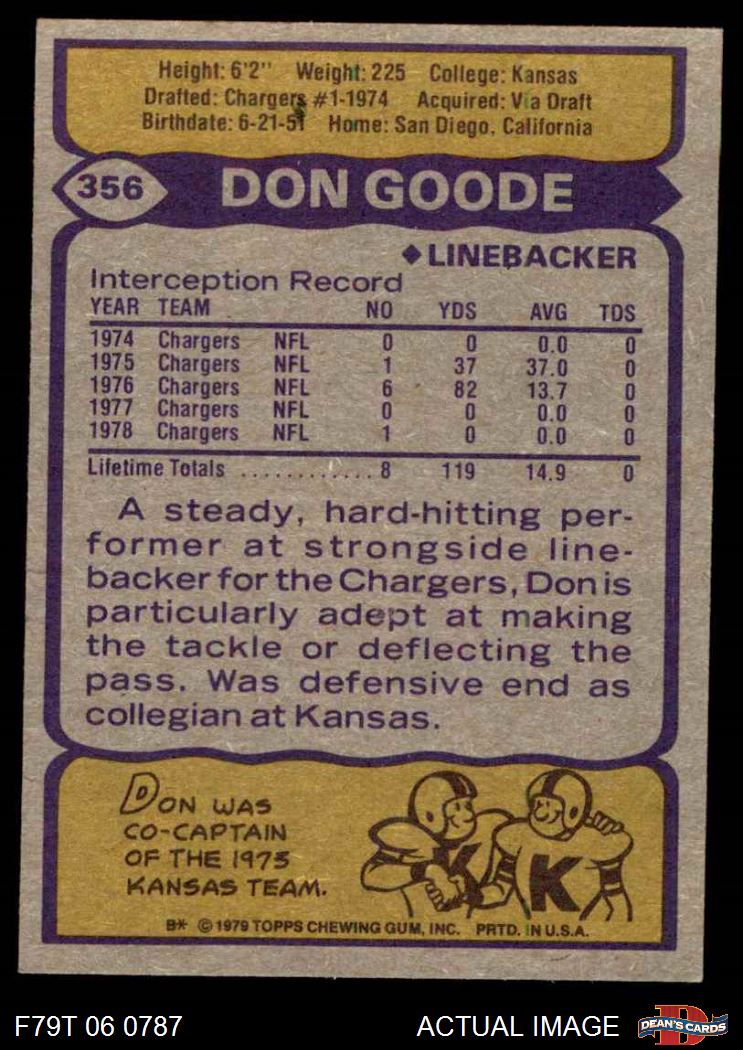 Height: 6'2" Weight: 225 College: Kansas
Drafted: Chargers #1-1974 Acquired: Via Draft
Birthdate: 6-21-51 Home: San Diego, California
356 DON GOODE
◆ LINEBACKER
Interception Record
YEAR TEAM NO YDS AVG TDS
1974 Chargers NFL 0 0 0.0 0
1975 Chargers NFL 1 37 37.0 0
1976 Chargers NFL 6 82 13.7 0
1977 Chargers NFL 0 0 0.0 0
1978 Chargers NFL 1 0 0.0 0
Lifetime Totals ............ 8 119 14.9 0
A steady, hard-hitting per-
former at strongside line-
backer for the Chargers, Don is
particularly adept at making
the tackle or deflecting the
pass. Was defensive end as
collegian at Kansas.
DON WAS
CO-CAPTAIN
OF THE 1973
KANSAS TEAM.
K K
B* © 1979 TOPPS CHEWING GUM, INC. PRTD. IN U.S.A.
F79T 06 0787 ACTUAL IMAGE D DEAN'S CARDS